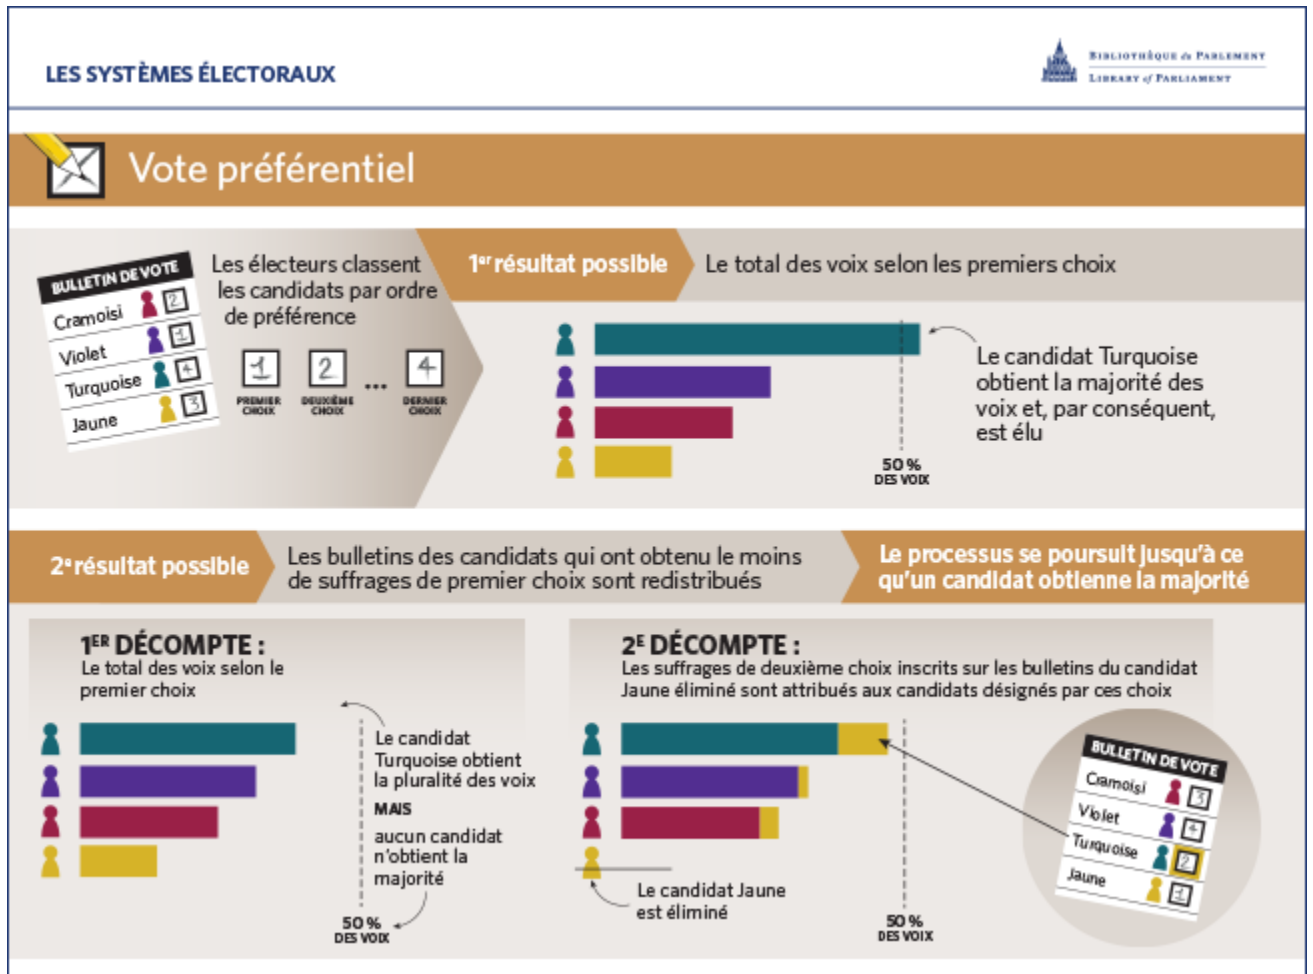 LES SYSTÈMES ÉLECTORAUX
BIBLIOTHÈQUE du PARLEMENT
LIBRARY of PARLIAMENT
Vote préférentiel
BULLETIN DE VOTE
Cramoisi 2
Violet 1
Turquoise 4
Jaune 3
Les électeurs classent
les candidats par ordre
de préférence
1 2 ... 4
PREMIER CHOIX
DEUXIÈME CHOIX
DERNIER CHOIX
1er résultat possible
Le total des voix selon les premiers choix
Le candidat Turquoise
obtient la majorité des
voix et, par conséquent,
est élu
50 %
DES VOIX
2e résultat possible
Les bulletins des candidats qui ont obtenu le moins
de suffrages de premier choix sont redistribués
Le processus se poursuit jusqu'à ce
qu'un candidat obtienne la majorité
1ER DÉCOMPTE :
Le total des voix selon le
premier choix
Le candidat
Turquoise obtient
la pluralité des voix
MAIS
aucun candidat
n'obtient la
majorité
50 %
DES VOIX
2E DÉCOMPTE :
Les suffrages de deuxième choix inscrits sur les bulletins du candidat
Jaune éliminé sont attribués aux candidats désignés par ces choix
Le candidat Jaune
est éliminé
50 %
DES VOIX
BULLETIN DE VOTE
Cramoisi 3
Violet 4
Turquoise 2
Jaune 1